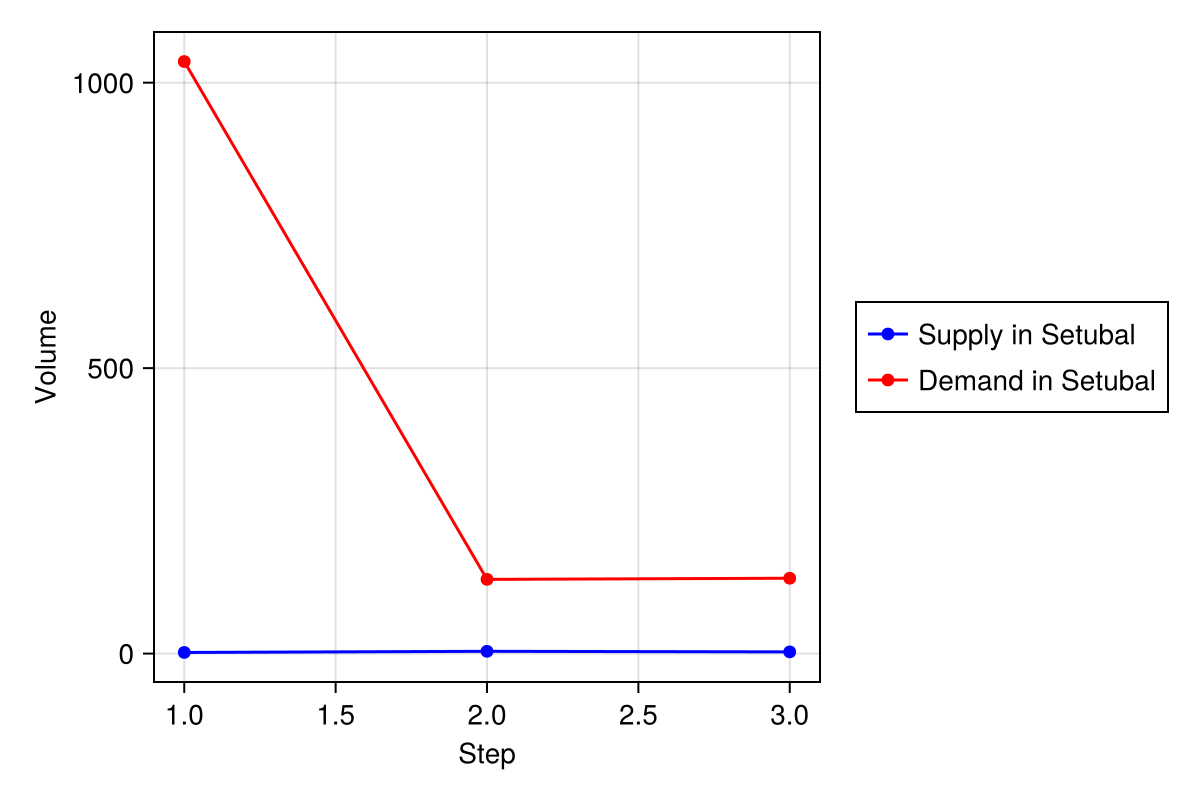 1000
500
0
Volume
1.0 1.5 2.0 2.5 3.0
Step
Supply in Setubal
Demand in Setubal